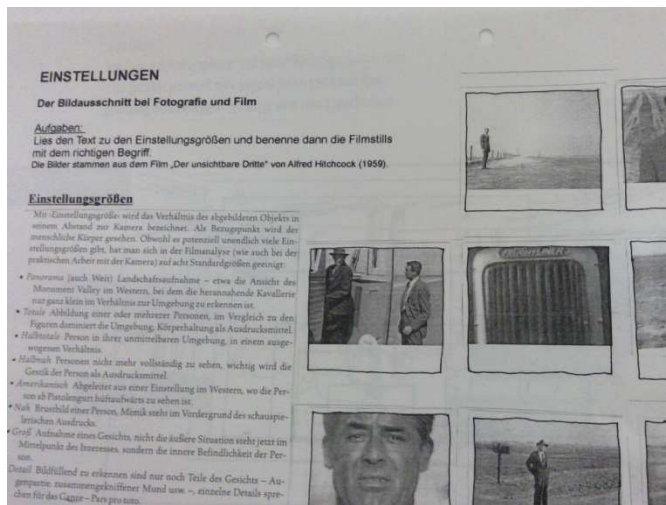 EINSTELLUNGEN
Der Bildausschnitt bei Fotografie und Film
Aufgaben:
Lies den Text zu den Einstellungsgrößen und benenne dann die Filmstills
mit dem richtigen Begriff.
Die Bilder stammen aus dem Film „Der unsichtbare Dritte" von Alfred Hitchcock (1959).
Einstellungsgrößen
Mit ›Einstellungsgröße‹ wird das Verhältnis des abgebildeten Objekts in
seinem Abstand zur Kamera bezeichnet. Als Bezugspunkt wird der
menschliche Körper gesehen. Obwohl es potenziell unendlich viele Ein-
stellungsgrößen gibt, hat man sich in der Filmanalyse (wie auch bei der
praktischen Arbeit mit der Kamera) auf acht Standardgrößen geeinigt:
• Panorama (auch Weit) Landschaftsaufnahme – etwa die Ansicht des
Monument Valley im Western, bei dem die herannahende Kavallerie
nur ganz klein im Verhältnis zur Umgebung zu erkennen ist.
• Totale Abbildung einer oder mehrerer Personen, im Vergleich zu den
Figuren dominiert die Umgebung, Körperhaltung als Ausdrucksmittel.
• Halbtotale Person in ihrer unmittelbaren Umgebung, in einem ausge-
wogenen Verhältnis.
• Halbnah Personen nicht mehr vollständig zu sehen, wichtig wird die
Gestik der Person als Ausdrucksmittel.
• Amerikanisch Abgeleitet aus einer Einstellung im Western, wo die Per-
son ab Pistolengurt hüftaufwärts zu sehen ist.
• Nah Brustbild einer Person, Mimik steht im Vordergrund des schauspie-
lerischen Ausdrucks.
• Groß Aufnahme eines Gesichts, nicht die äußere Situation steht jetzt im
Mittelpunkt des Interesses, sondern die innere Befindlichkeit der Per-
son.
Detail Bildfüllend zu erkennen sind nur noch Teile des Gesichts – Au-
genpartie, zusammengekniffener Mund usw. –, einzelne Details spre-
chen für das Ganze – Pars pro toto.